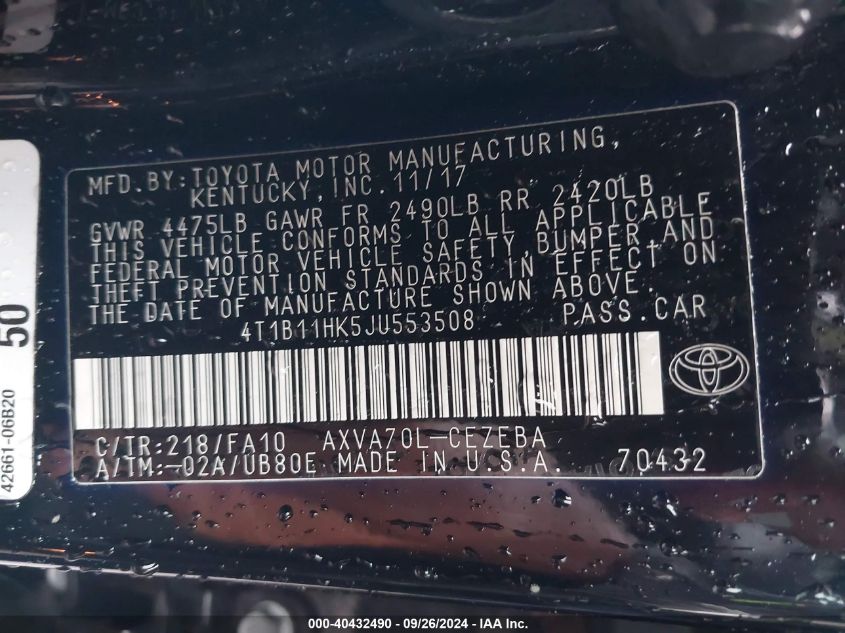 MFD.BY:TOYOTA MOTOR MANUFACTURING,
KENTUCKY,INC.11/17
GVWR 4475LB GAWR FR 2490LB RR 2420LB
THIS VEHICLE CONFORMS TO ALL APPLICABLE
FEDERAL MOTOR VEHICLE SAFETY,BUMPER,AND
THEFT PREVENTION STANDARDS IN EFFECT ON
THE DATE OF MANUFACTURE SHOWN ABOVE.
4T1B11HK5JU553508 PASS.CAR
C/TR:218/FA10 AXVA70L-CEZEBA
A/TM:-02A/UB80E MADE IN U.S.A. 70432
50
42661-06B20
000-40432490 - 09/26/2024 - IAA Inc.